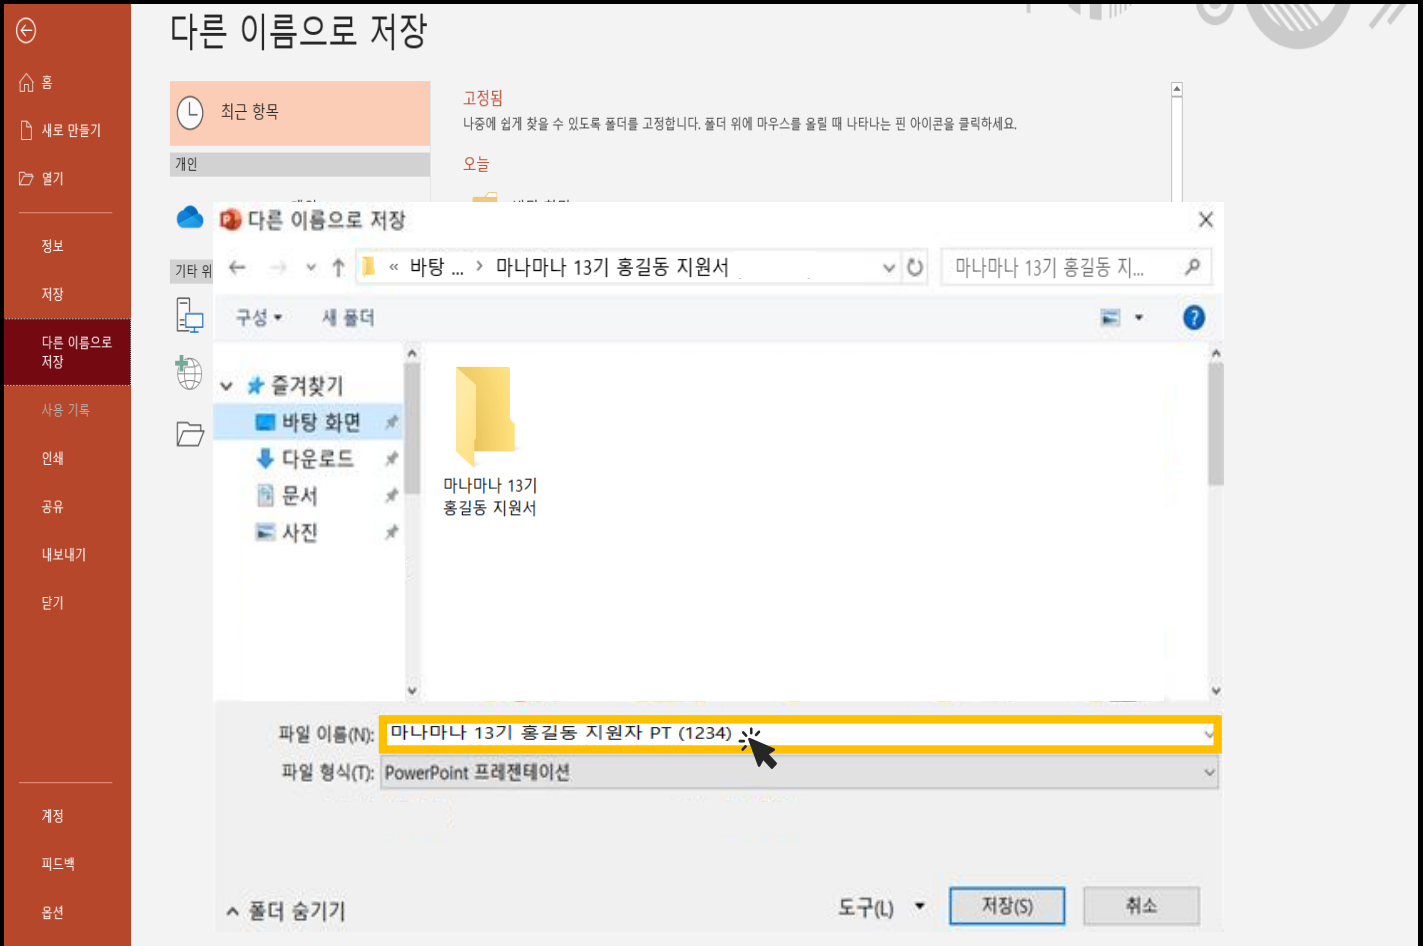 다른 이름으로 저장
홈
새로 만들기
열기
정보
저장
다른 이름으로
저장
사용 기록
인쇄
공유
내보내기
닫기
계정
피드백
옵션
최근 항목
개인
기타 위
고정됨
나중에 쉽게 찾을 수 있도록 폴더를 고정합니다. 폴더 위에 마우스를 올릴 때 나타나는 핀 아이콘을 클릭하세요.
오늘
다른 이름으로 저장
« 바탕 ... › 마나마나 13기 홍길동 지원서
마나마나 13기 홍길동 지...
구성
새 폴더
즐겨찾기
바탕 화면
다운로드
문서
사진
마나마나 13기
홍길동 지원서
파일 이름(N): 마나마나 13기 홍길동 지원자 PT (1234)
파일 형식(T): PowerPoint 프레젠테이션
폴더 숨기기
도구(L)
저장(S)
취소